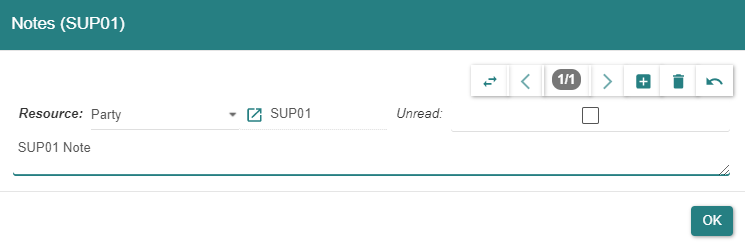 Notes (SUP01)
1/1
Resource: Party SUP01 Unread:
SUP01 Note
OK